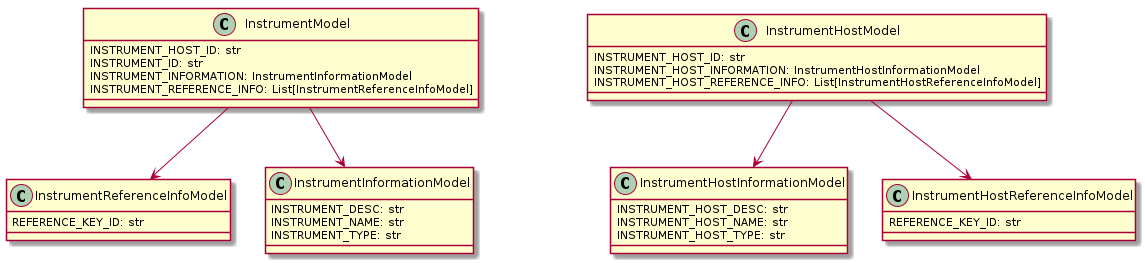 C InstrumentModel
INSTRUMENT_HOST_ID: str
INSTRUMENT_ID: str
INSTRUMENT_INFORMATION: InstrumentInformationModel
INSTRUMENT_REFERENCE_INFO: List[InstrumentReferenceInfoModel]
C InstrumentHostModel
INSTRUMENT_HOST_ID: str
INSTRUMENT_HOST_INFORMATION: InstrumentHostInformationModel
INSTRUMENT_HOST_REFERENCE_INFO: List[InstrumentHostReferenceInfoModel]
C InstrumentReferenceInfoModel
REFERENCE_KEY_ID: str
C InstrumentInformationModel
INSTRUMENT_DESC: str
INSTRUMENT_NAME: str
INSTRUMENT_TYPE: str
C InstrumentHostInformationModel
INSTRUMENT_HOST_DESC: str
INSTRUMENT_HOST_NAME: str
INSTRUMENT_HOST_TYPE: str
C InstrumentHostReferenceInfoModel
REFERENCE_KEY_ID: str